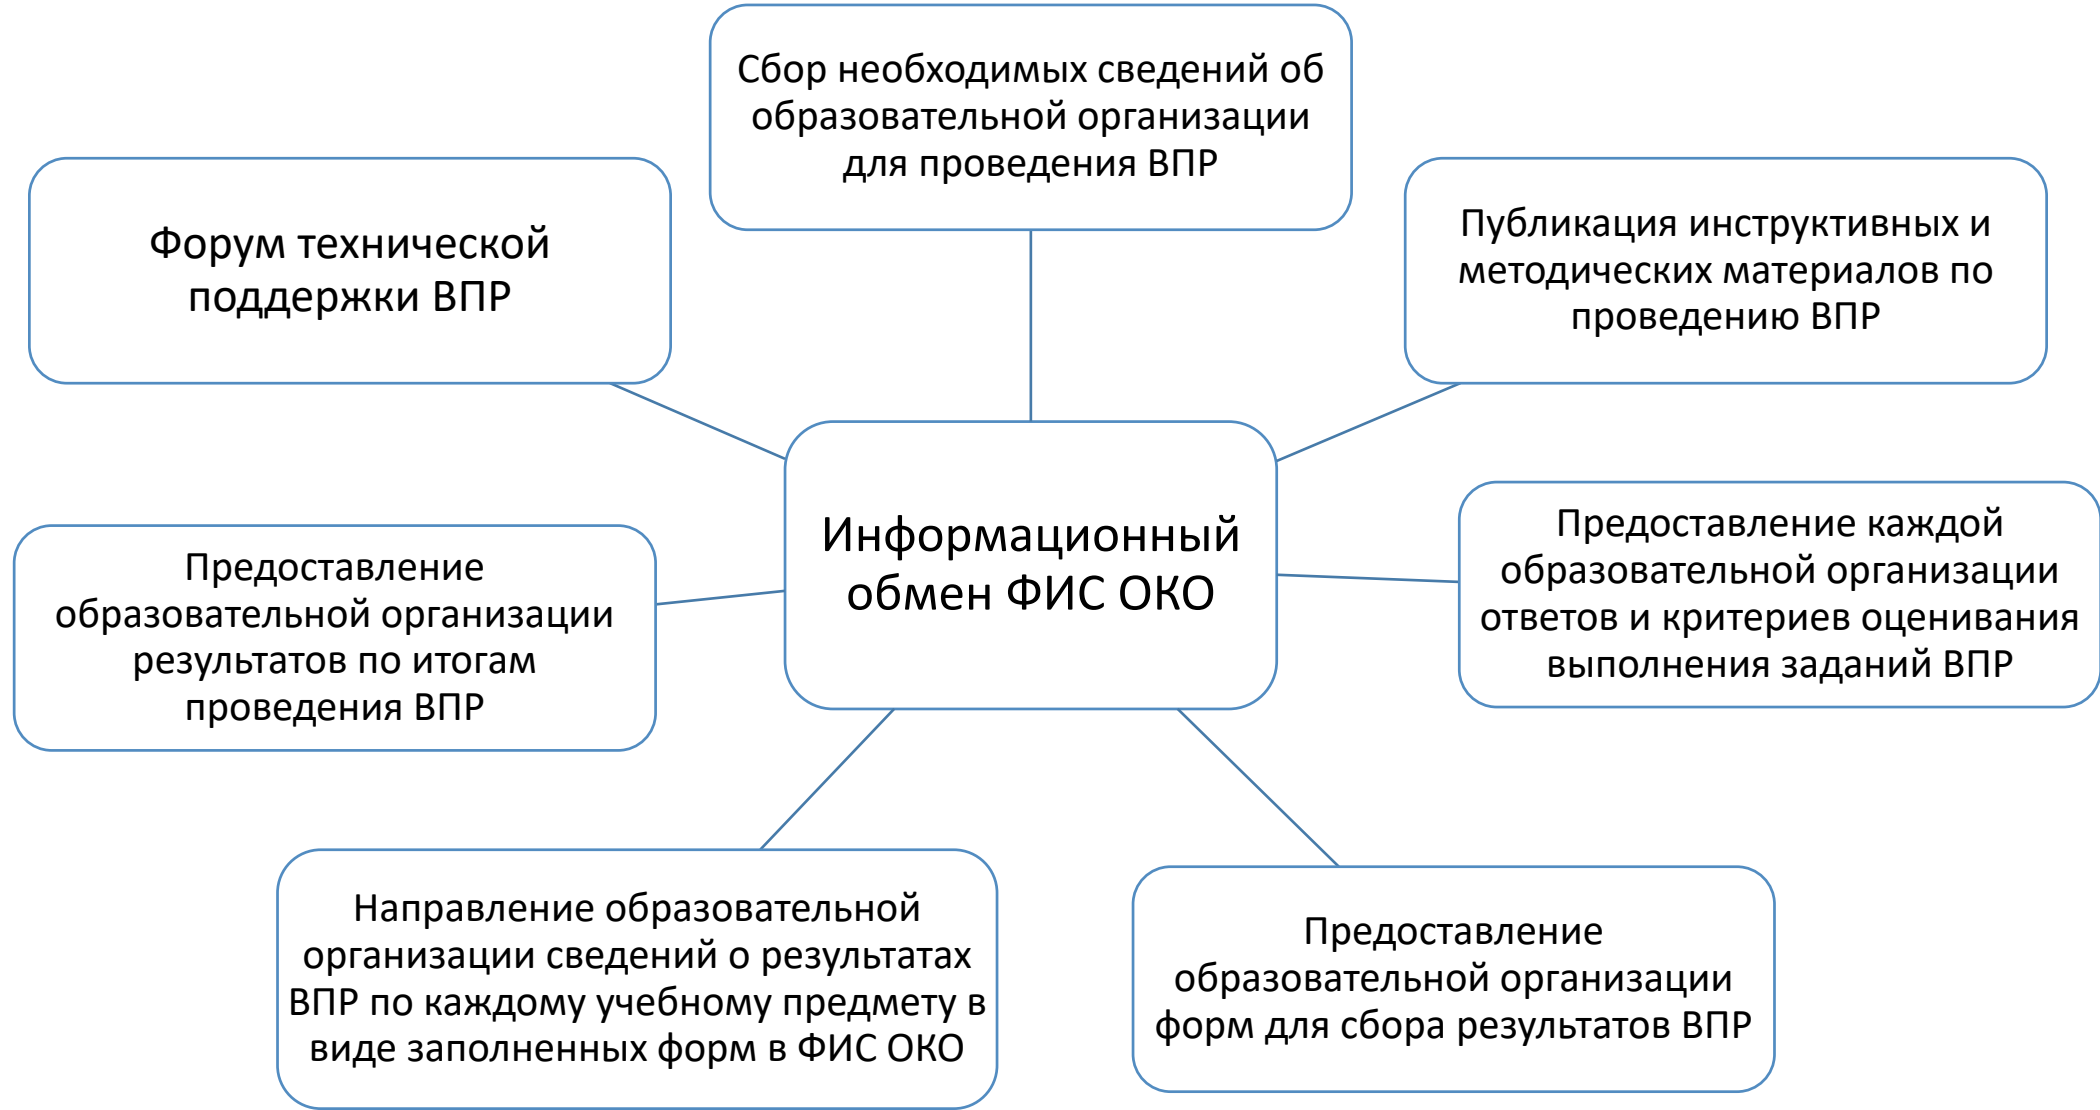 Сбор необходимых сведений об
образовательной организации
для проведения ВПР
Форум технической
поддержки ВПР
Публикация инструктивных и
методических материалов по
проведению ВПР
Информационный
обмен ФИС ОКО
Предоставление каждой
образовательной организации
ответов и критериев оценивания
выполнения заданий ВПР
Предоставление
образовательной организации
результатов по итогам
проведения ВПР
Направление образовательной
организации сведений о результатах
ВПР по каждому учебному предмету в
виде заполненных форм в ФИС ОКО
Предоставление
образовательной организации
форм для сбора результатов ВПР